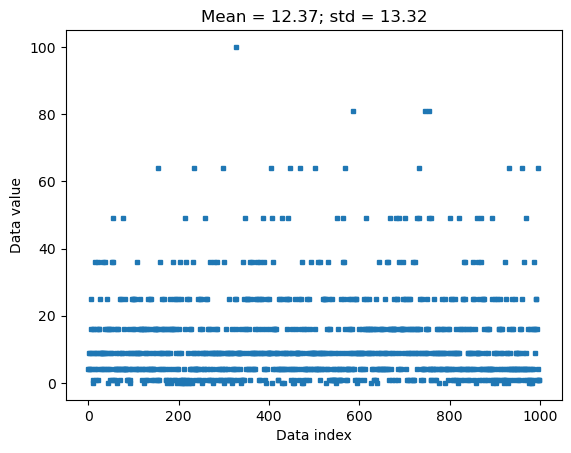 Mean = 12.37; std = 13.32
100
80
60
40
20
0
Data value
0 200 400 600 800 1000
Data index